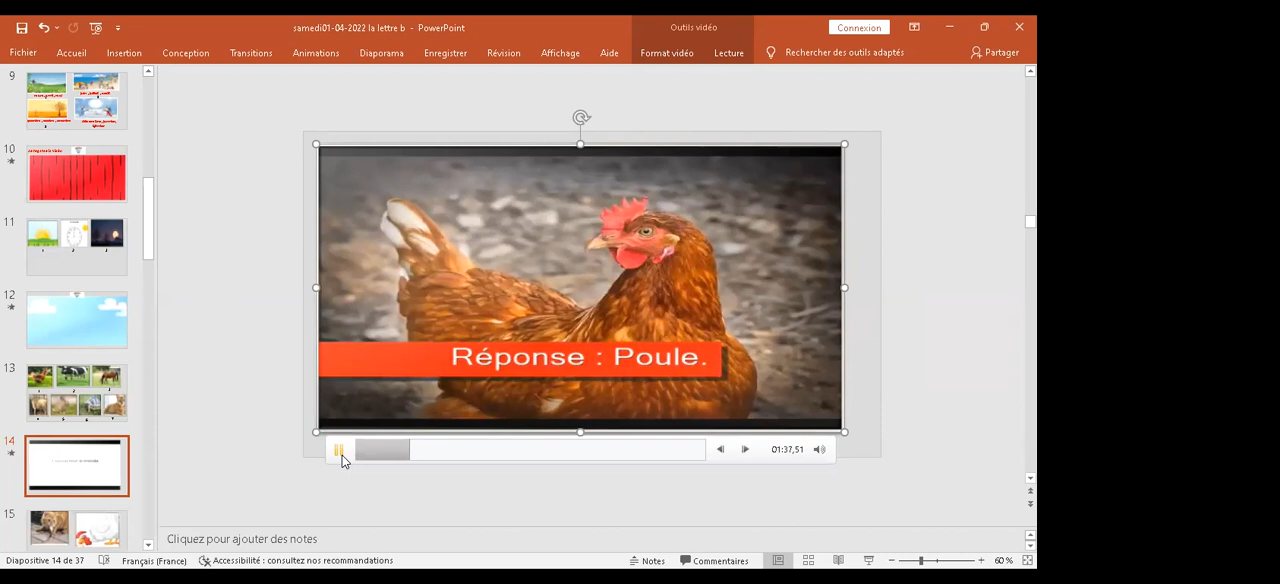 samedi01-04-2022 la lettre b - PowerPoint
Outils vidéo
Connexion
Fichier Accueil Insertion Conception Transitions Animations Diaporama Enregistrer Révision Affichage Aide Format vidéo Lecture Rechercher des outils adaptés Partager
9
10
11
12
13
14
15
Réponse : Poule.
01:37,51
Cliquez pour ajouter des notes
Diapositive 14 de 37 Français (France) Accessibilité : consultez nos recommandations Notes Commentaires 60 %